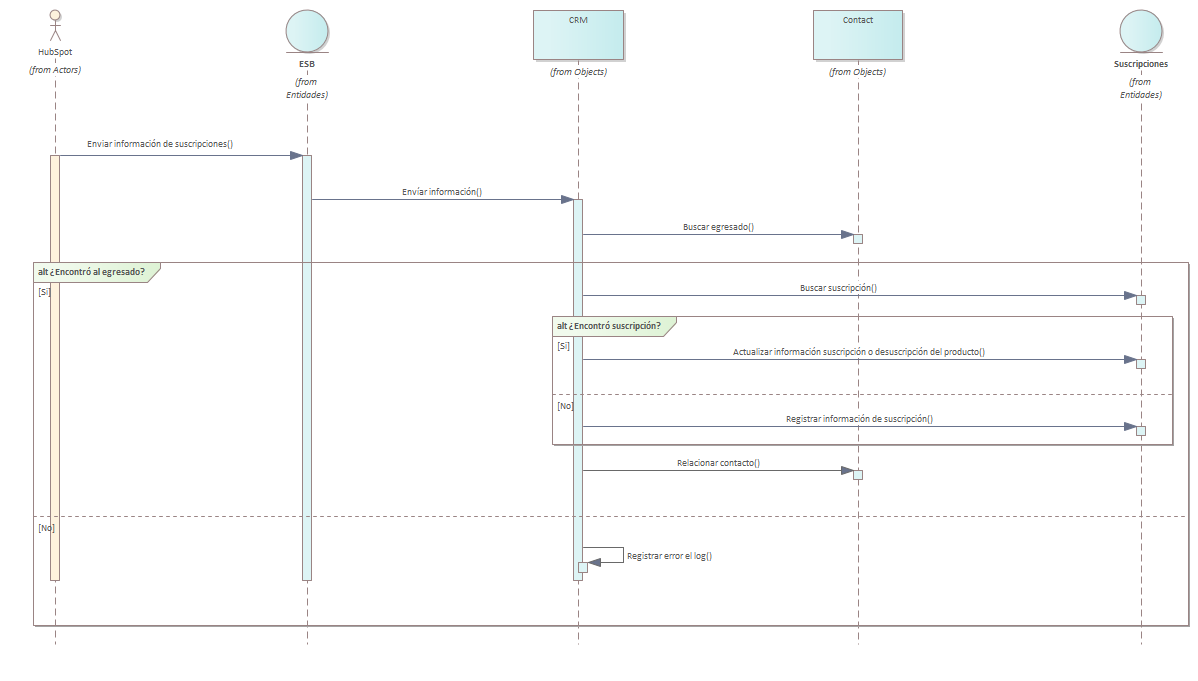 HubSpot
(from Actors)
ESB
(from
Entidades)
CRM
(from Objects)
Contact
(from Objects)
Suscripciones
(from
Entidades)
Enviar información de suscripciones()
Envíar información()
Buscar egresado()
alt ¿Encontró al egresado?
[Si]
Buscar suscripción()
alt ¿Encontró suscripción?
[Si]
Actualizar información suscripción o desuscripción del producto()
[No]
Registrar información de suscripción()
Relacionar contacto()
[No]
Registrar error el log()